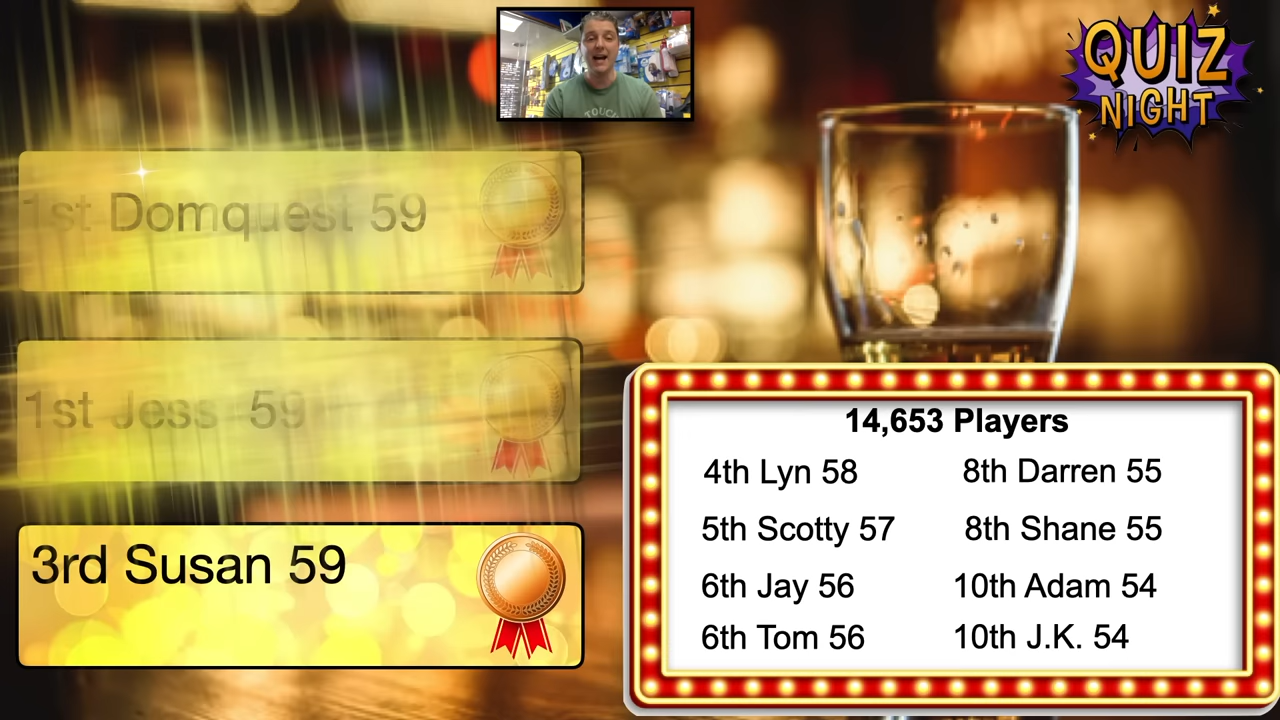 QUIZ
NIGHT
TOUCH
1st Domquest 59
1st Jess 59
3rd Susan 59
14,653 Players
4th Lyn 58
8th Darren 55
5th Scotty 57
8th Shane 55
6th Jay 56
10th Adam 54
6th Tom 56
10th J.K. 54